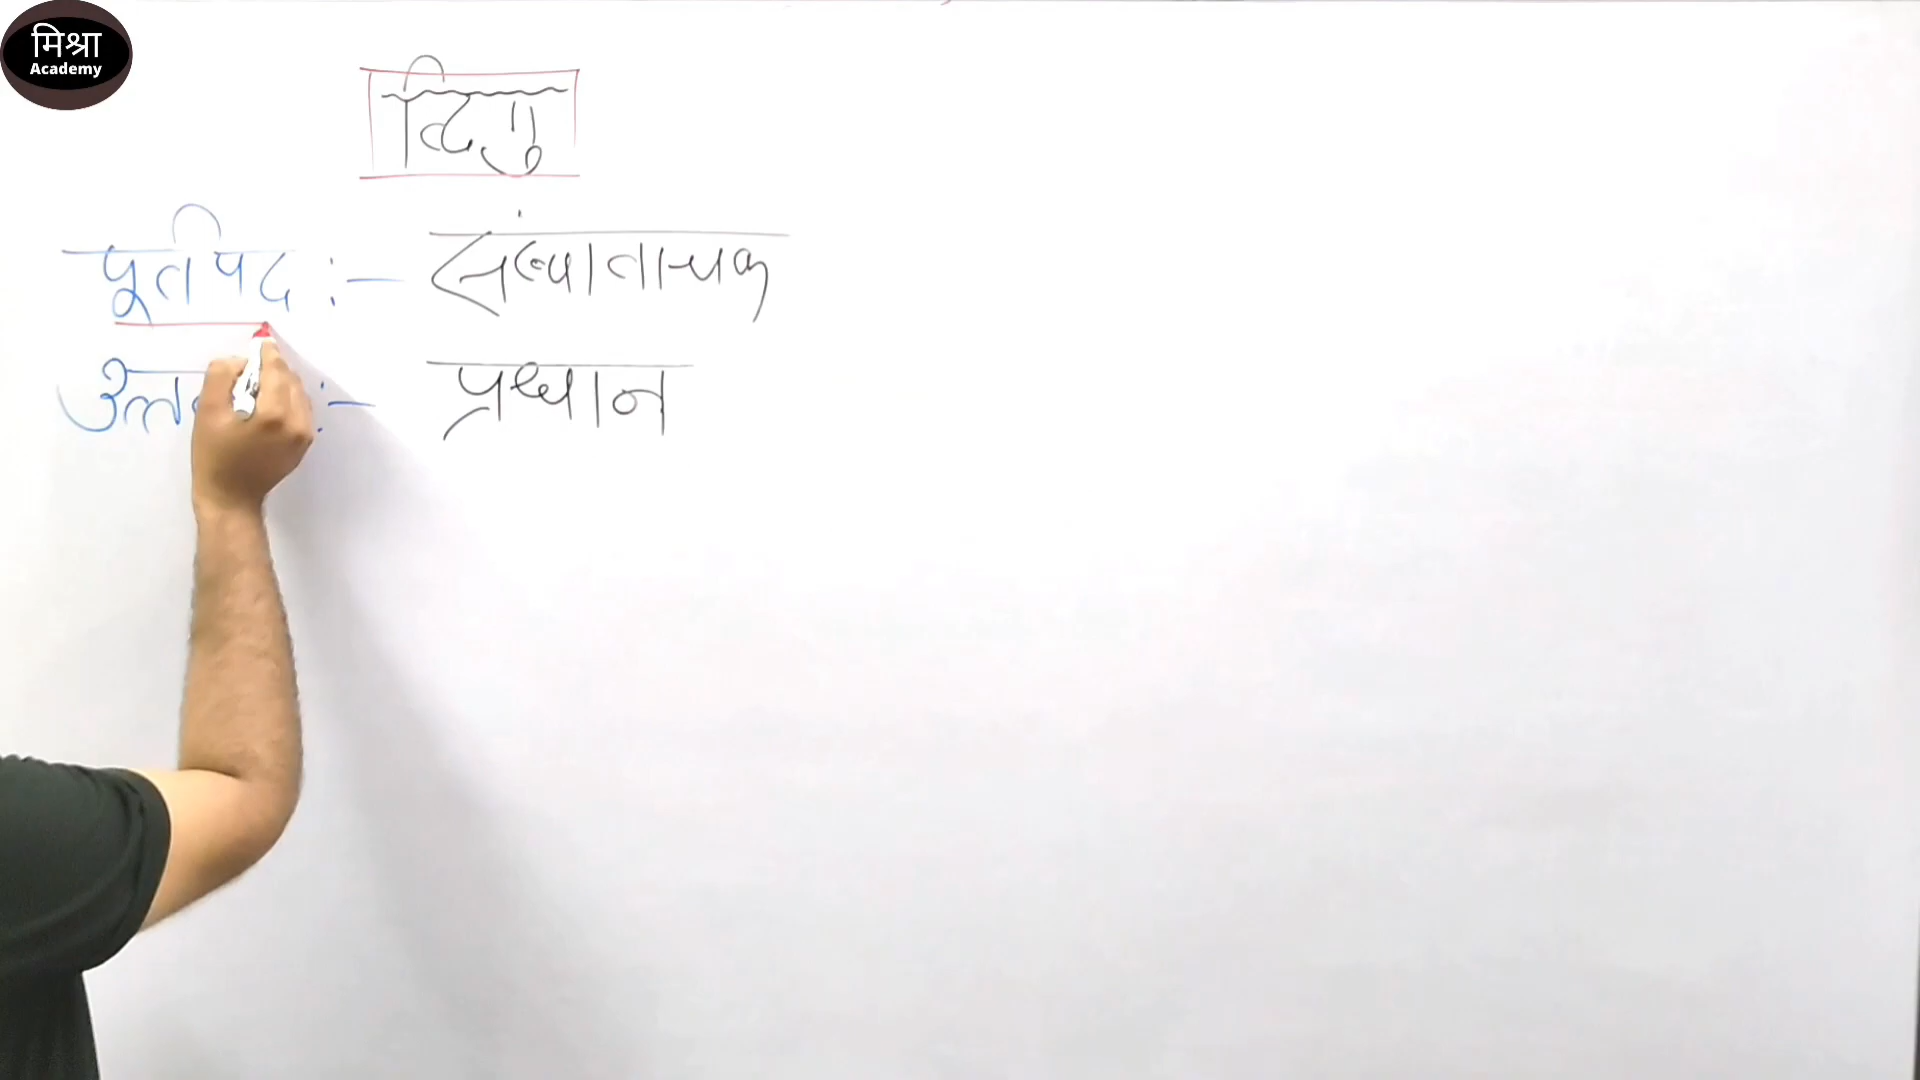 मिश्रा
Academy
द्विगु
पूर्वपद :- संख्यावाचक
उत्तर :- प्रधान